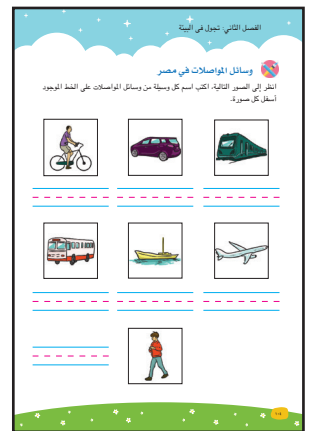 الفصل الثاني: تجول فى البيئة
وسائل المواصلات في مصر
انظر إلى الصور التالية، اكتب اسم كل وسيلة من وسائل المواصلات على الخط الموجود
أسفل كل صورة.